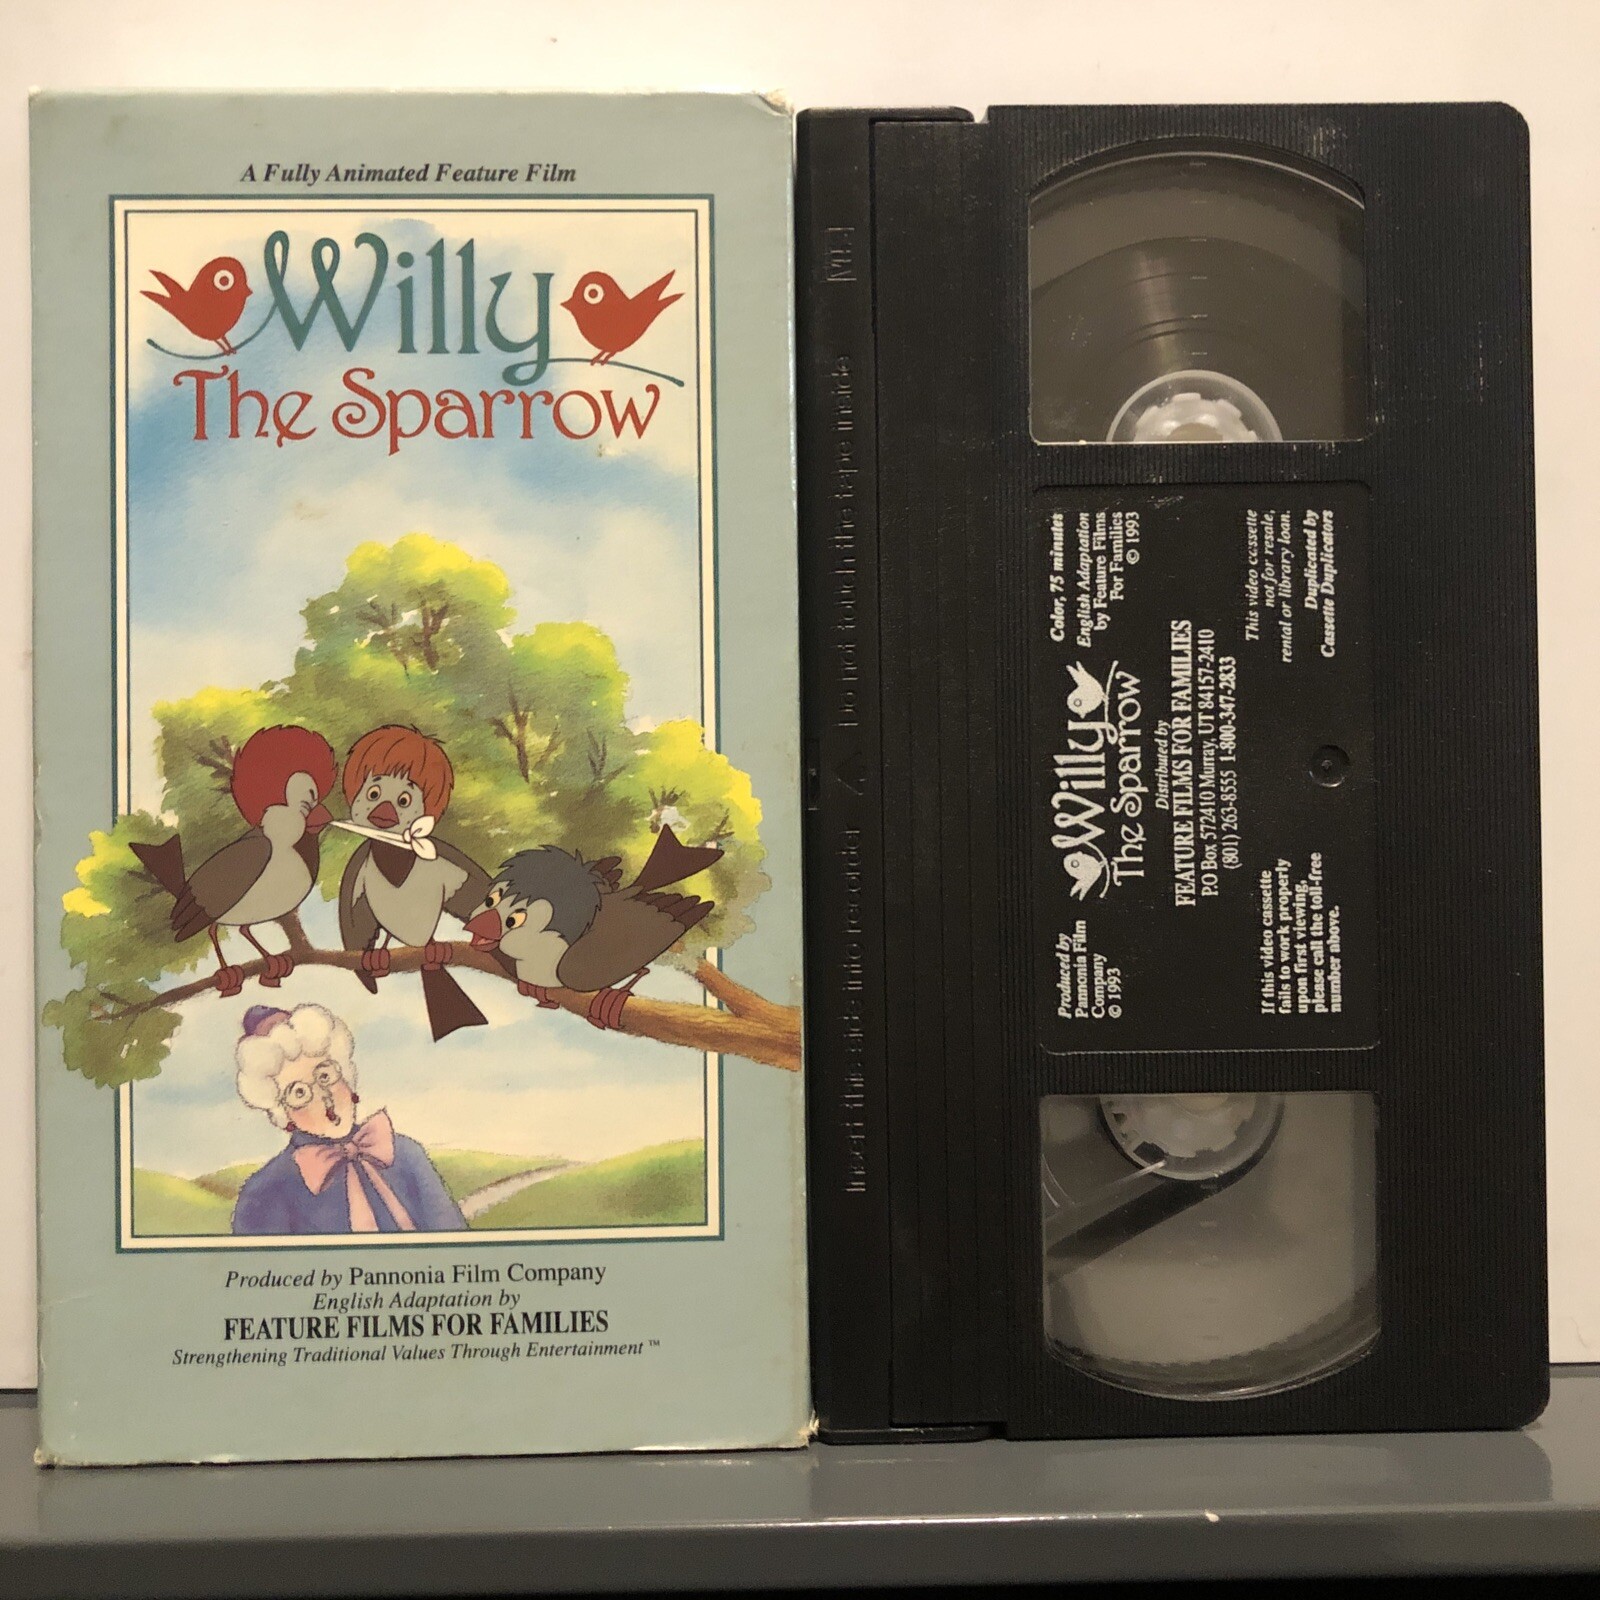 A Fully Animated Feature Film
Willy
The Sparrow
Produced by Pannonia Film Company
English Adaptation by
FEATURE FILMS FOR FAMILIES
Strengthening Traditional Values Through Entertainment™
Insert this side into recorder
Do not touch the tape inside
Produced by
Pannonia Film
Company
© 1993
Willy
The Sparrow
Color, 75 minutes
English Adaptation
by Feature Films
For Families
© 1993
Distributed by
FEATURE FILMS FOR FAMILIES
P.O Box 572410 Murray, UT 84157-2410
(801) 263-8555 1-800-347-2833
If this video cassette
fails to work properly
upon first viewing,
please call the toll-free
number above.
This video cassette
not for resale,
rental or library loan.
Duplicated by
Cassette Duplicators